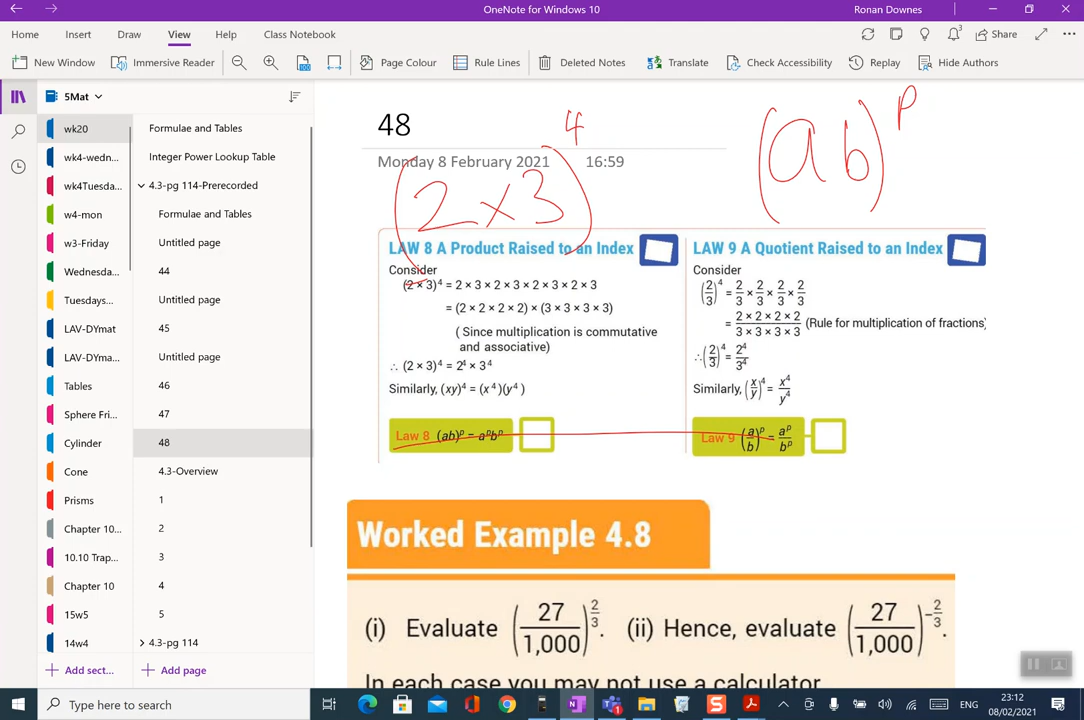 OneNote for Windows 10
Ronan Downes
Home Insert Draw View Help Class Notebook
Share
New Window Immersive Reader Page Colour Rule Lines Deleted Notes Translate Check Accessibility Replay Hide Authors
5Mat
wk20
wk4-wedn...
wk4Tuesda...
w4-mon
w3-Friday
Wednesda...
Tuesdays...
LAV-DYmat
LAV-DY...
Tables
Sphere Fri...
Cylinder
Cone
Prisms
Chapter 10...
10.10 Trap...
Chapter 10
15w5
14w4
Add sect...
Formulae and Tables
Integer Power Lookup Table
4.3-pg 114-Prerecorded
Formulae and Tables
Untitled page
44
Untitled page
45
Untitled page
46
47
48
4.3-Overview
1
2
3
4
5
4.3-pg 114
Add page
48
Monday 8 February 2021 16:59
(2 × 3)⁴
(ab)ᵖ
LAW 8 A Product Raised to an Index
Consider
(2 × 3)⁴ = 2 × 3 × 2 × 3 × 2 × 3 × 2 × 3
= (2 × 2 × 2 × 2) × (3 × 3 × 3 × 3)
( Since multiplication is commutative
and associative)
∴ (2 × 3)⁴ = 2⁴ × 3⁴
Similarly, (xy)⁴ = (x⁴)(y⁴)
Law 8 (ab)ᵖ = aᵖbᵖ
LAW 9 A Quotient Raised to an Index
Consider
(2/3)⁴ = 2/3 × 2/3 × 2/3 × 2/3
= (2 × 2 × 2 × 2)/(3 × 3 × 3 × 3) (Rule for multiplication of fractions)
∴ (2/3)⁴ = 2⁴/3⁴
Similarly, (x/y)⁴ = x⁴/y⁴
Law 9 (a/b)ᵖ = aᵖ/bᵖ
Worked Example 4.8
(i) Evaluate (27/1,000)^(2/3). (ii) Hence, evaluate (27/1,000)^(-2/3).
In each case you may not use a calculator.
Type here to search
ENG
23:12
08/02/2021